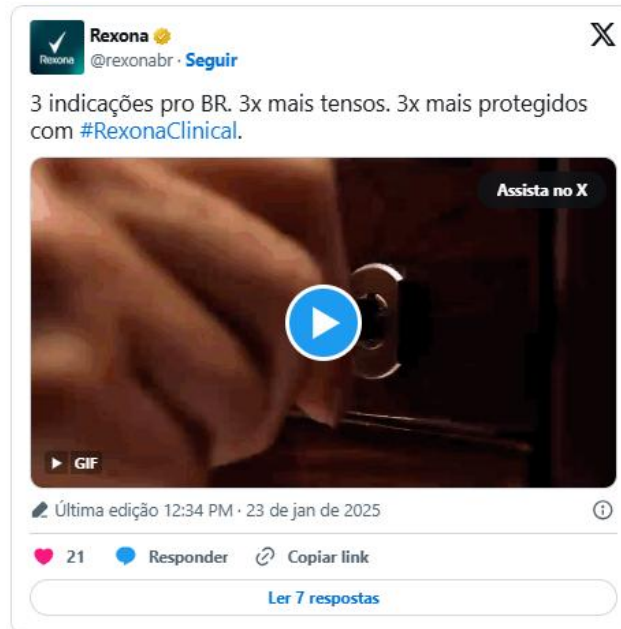 Rexona
Rexona
@rexonabr · Seguir
3 indicações pro BR. 3x mais tensos. 3x mais protegidos
com #RexonaClinical.
Assista no X
GIF
Última edição 12:34 PM · 23 de jan de 2025
21 Responder Copiar link
Ler 7 respostas